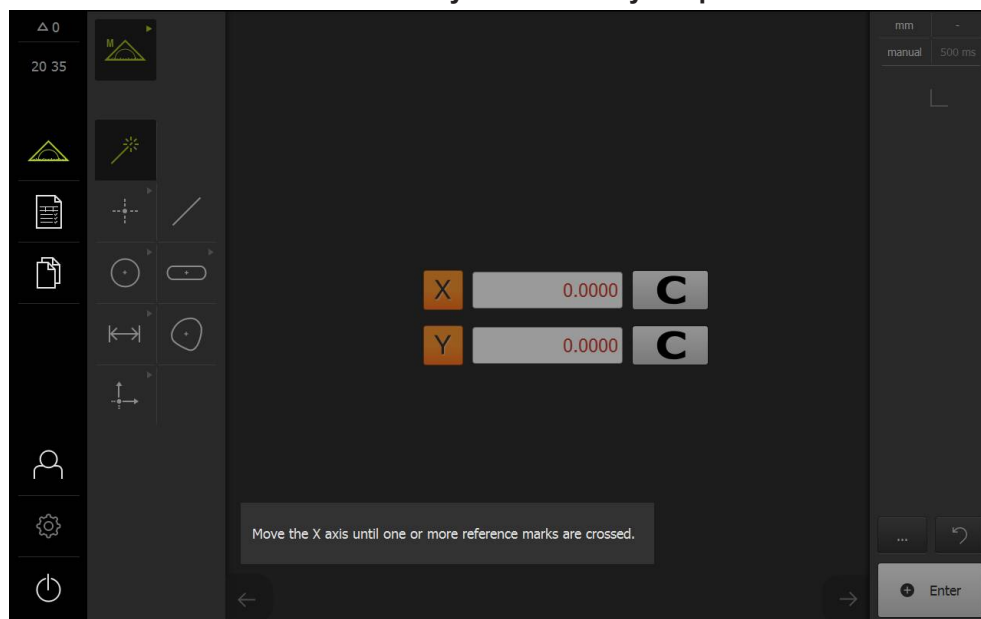 △ 0
20 35
M
mm -
manual 500 ms
X 0.0000 C
Y 0.0000 C
Move the X axis until one or more reference marks are crossed.
...
Enter